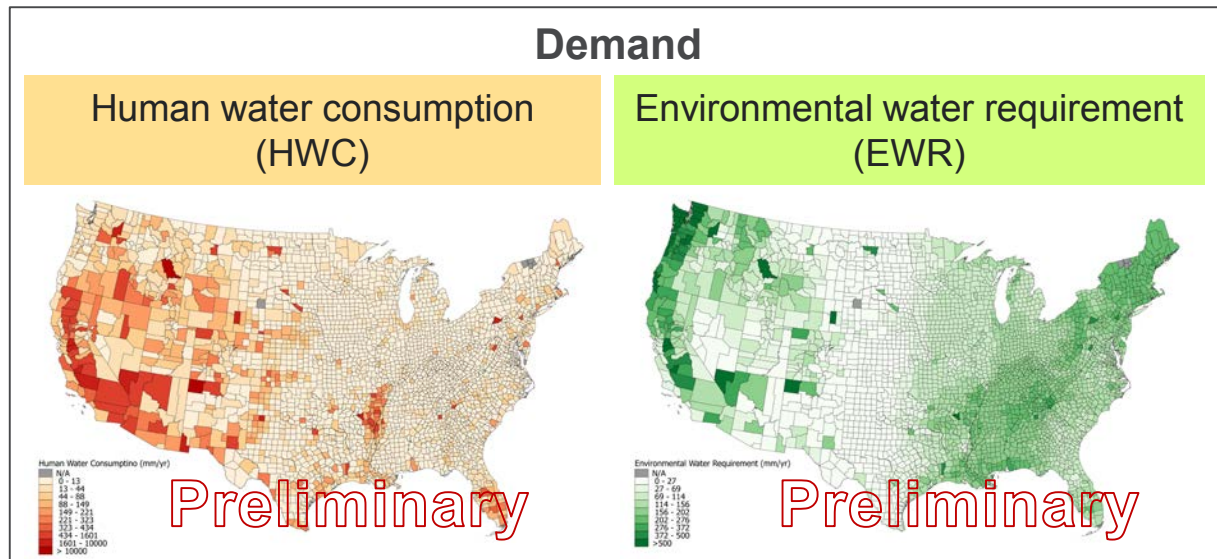 Demand
Human water consumption
(HWC)
Environmental water requirement
(EWR)
Human Water Consumptino (mm/yr)
N/A
0 - 13
13 - 44
44 - 88
88 - 149
149 - 221
221 - 323
323 - 434
434 - 1601
1601 - 10000
> 10000
Preliminary
Environmental Water Requirement (mm/yr)
N/A
0 - 27
27 - 69
69 - 114
114 - 156
156 - 202
202 - 276
276 - 372
372 - 500
>500
Preliminary